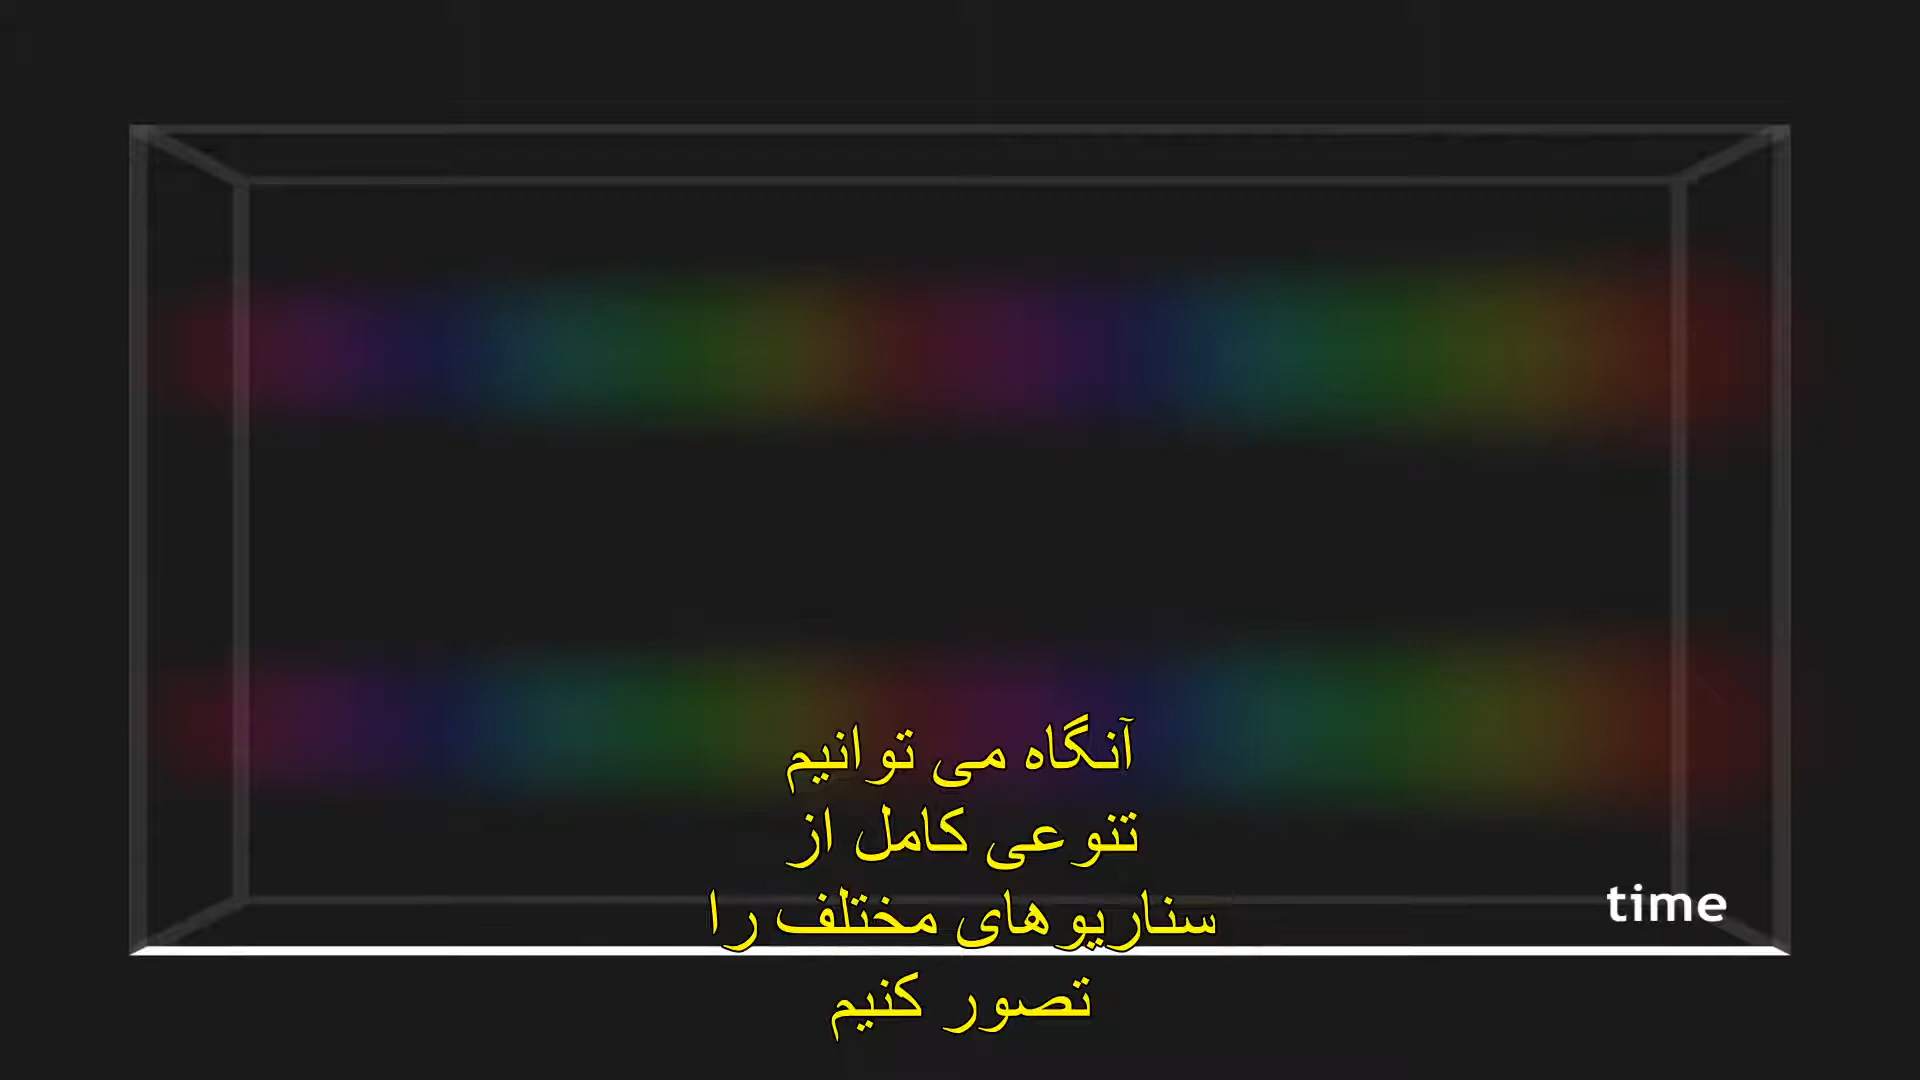 آنگاه می توانیم
تنوعی کامل از
سناریوهای مختلف را
تصور کنیم
time